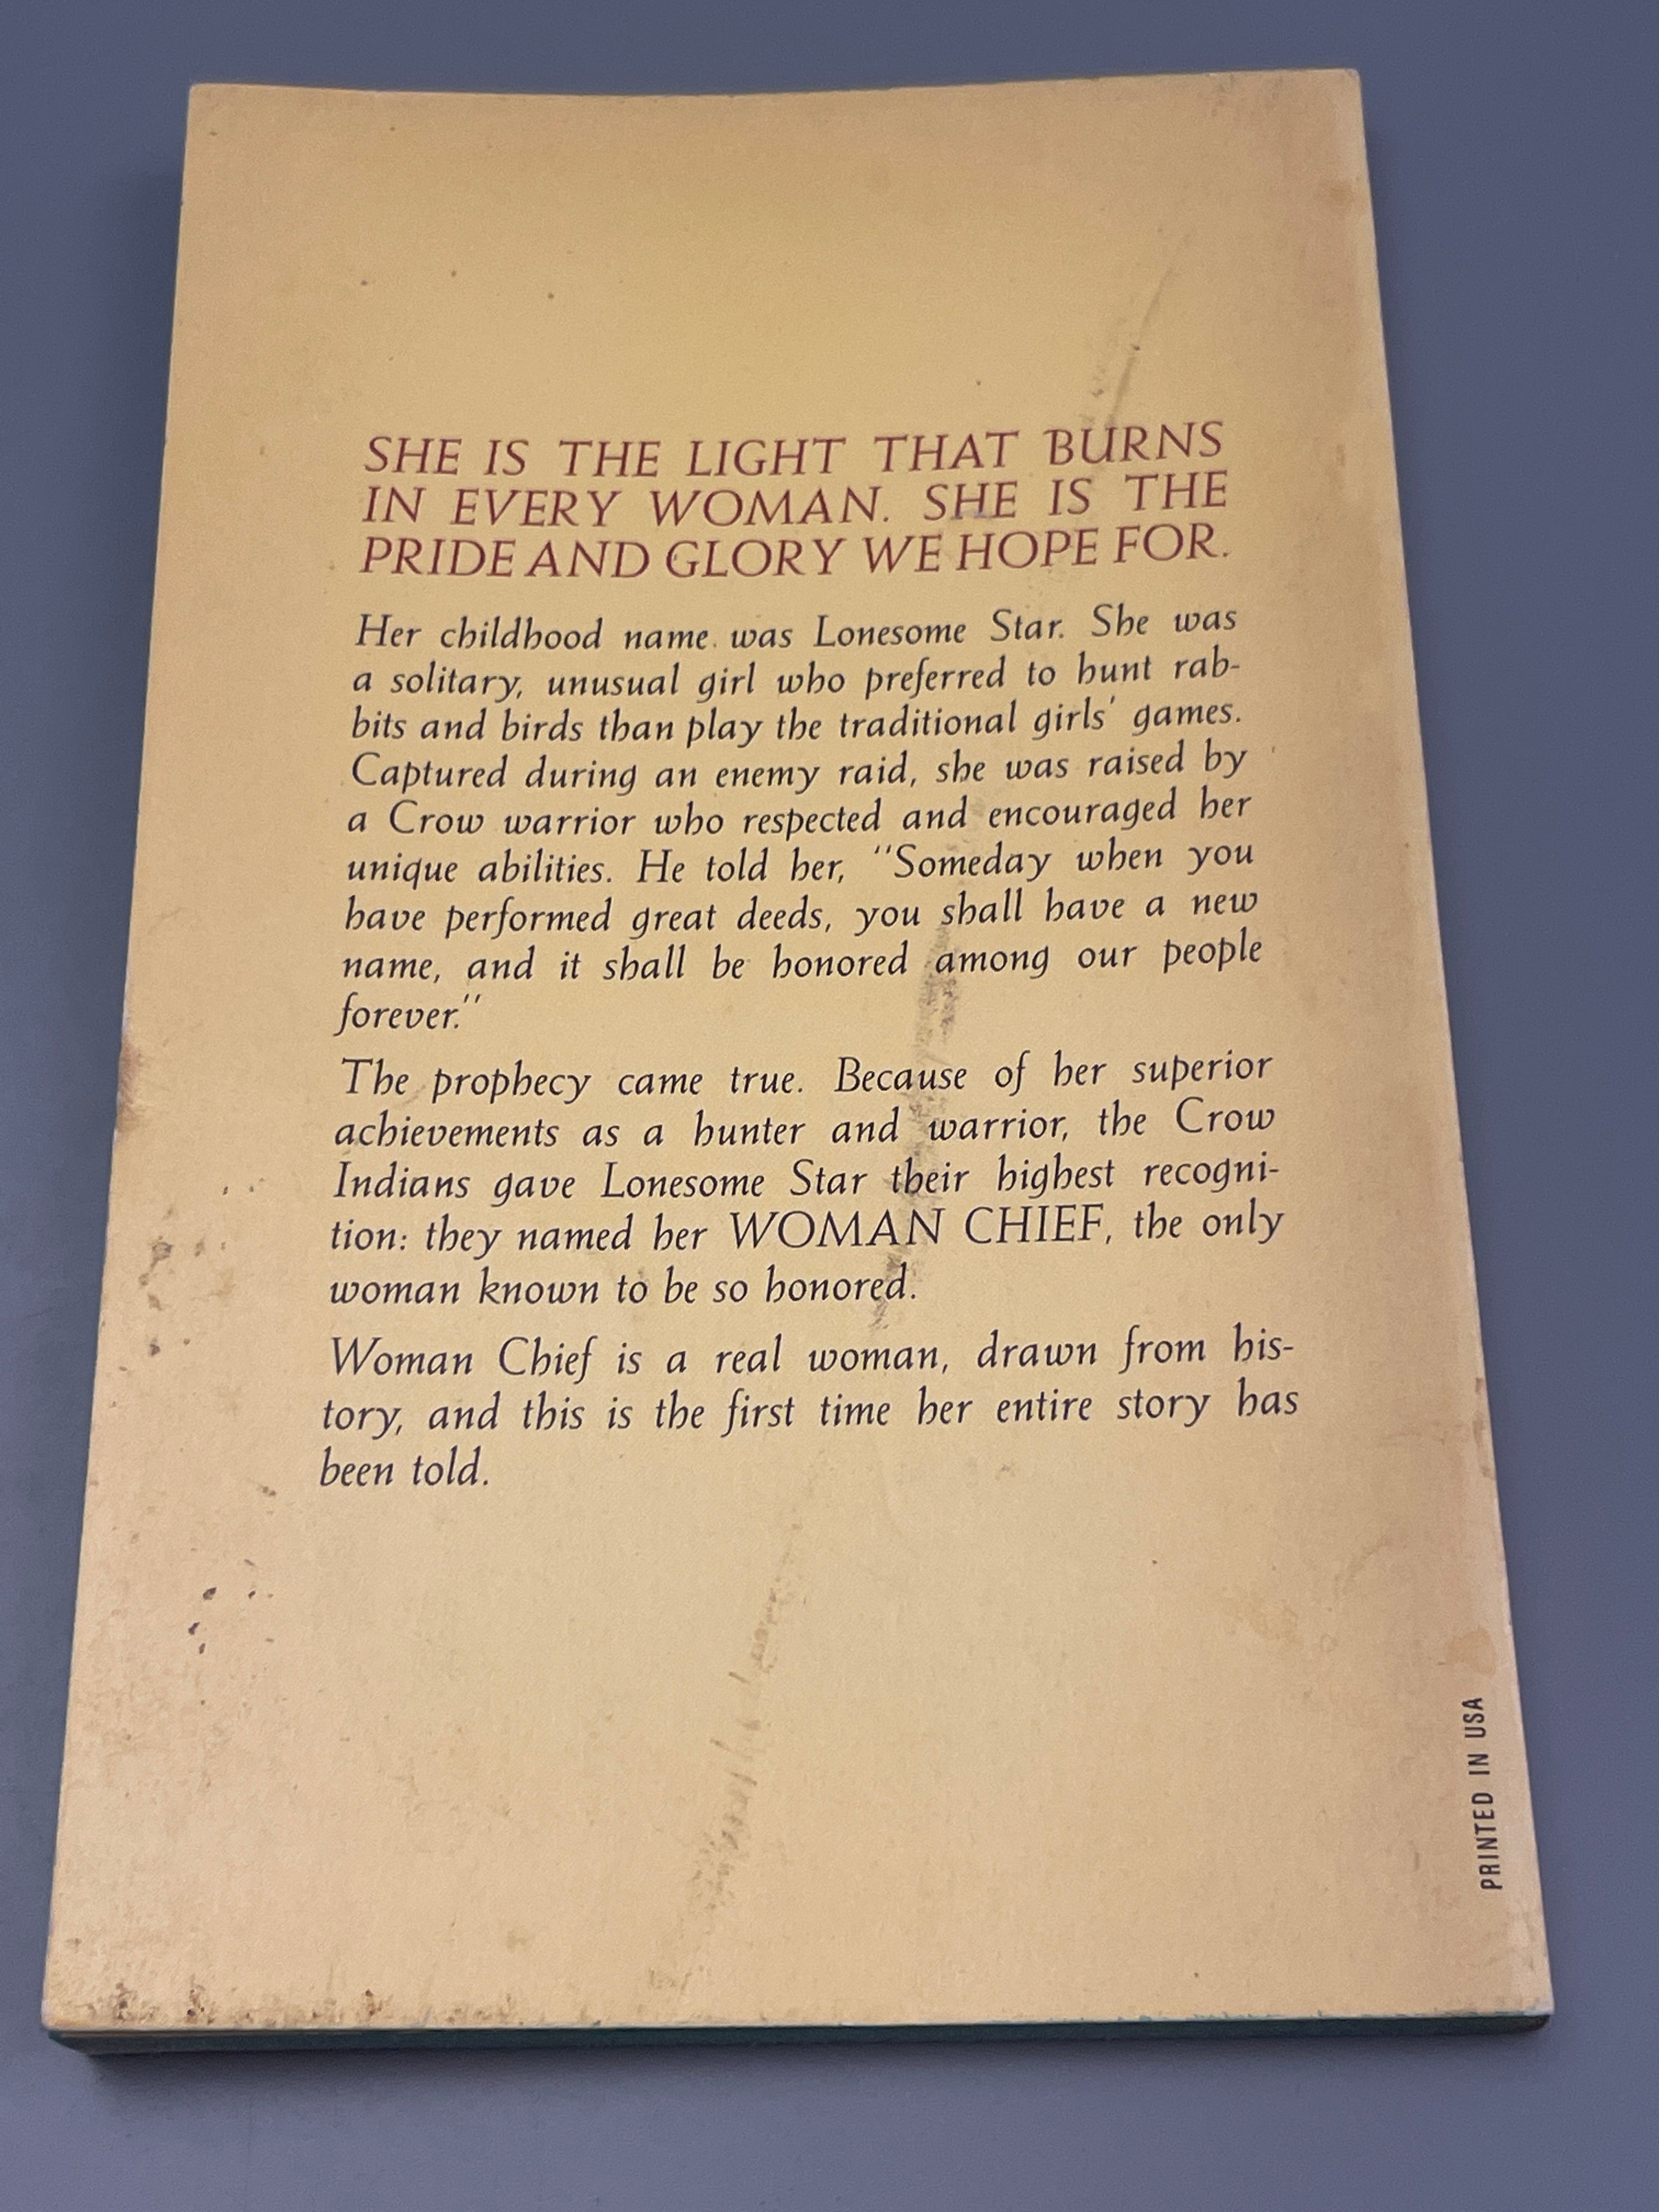 SHE IS THE LIGHT THAT BURNS
IN EVERY WOMAN. SHE IS THE
PRIDE AND GLORY WE HOPE FOR.
Her childhood name was Lonesome Star. She was
a solitary, unusual girl who preferred to hunt rab-
bits and birds than play the traditional girls' games.
Captured during an enemy raid, she was raised by
a Crow warrior who respected and encouraged her
unique abilities. He told her, "Someday when you
have performed great deeds, you shall have a new
name, and it shall be honored among our people
forever."
The prophecy came true. Because of her superior
achievements as a hunter and warrior, the Crow
Indians gave Lonesome Star their highest recogni-
tion: they named her WOMAN CHIEF, the only
woman known to be so honored.
Woman Chief is a real woman, drawn from his-
tory, and this is the first time her entire story has
been told.
PRINTED IN USA